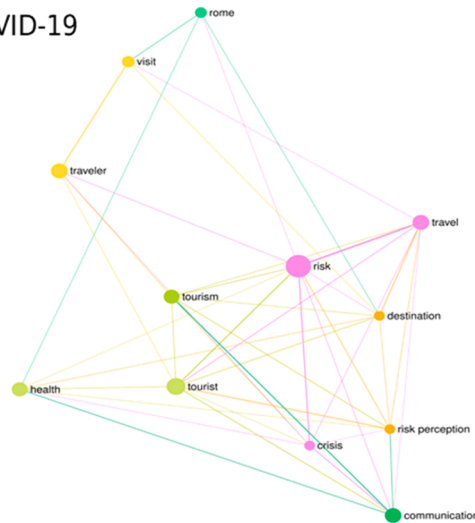 VID-19
rome
visit
traveler
travel
risk
tourism
destination
health
tourist
risk perception
crisis
communication